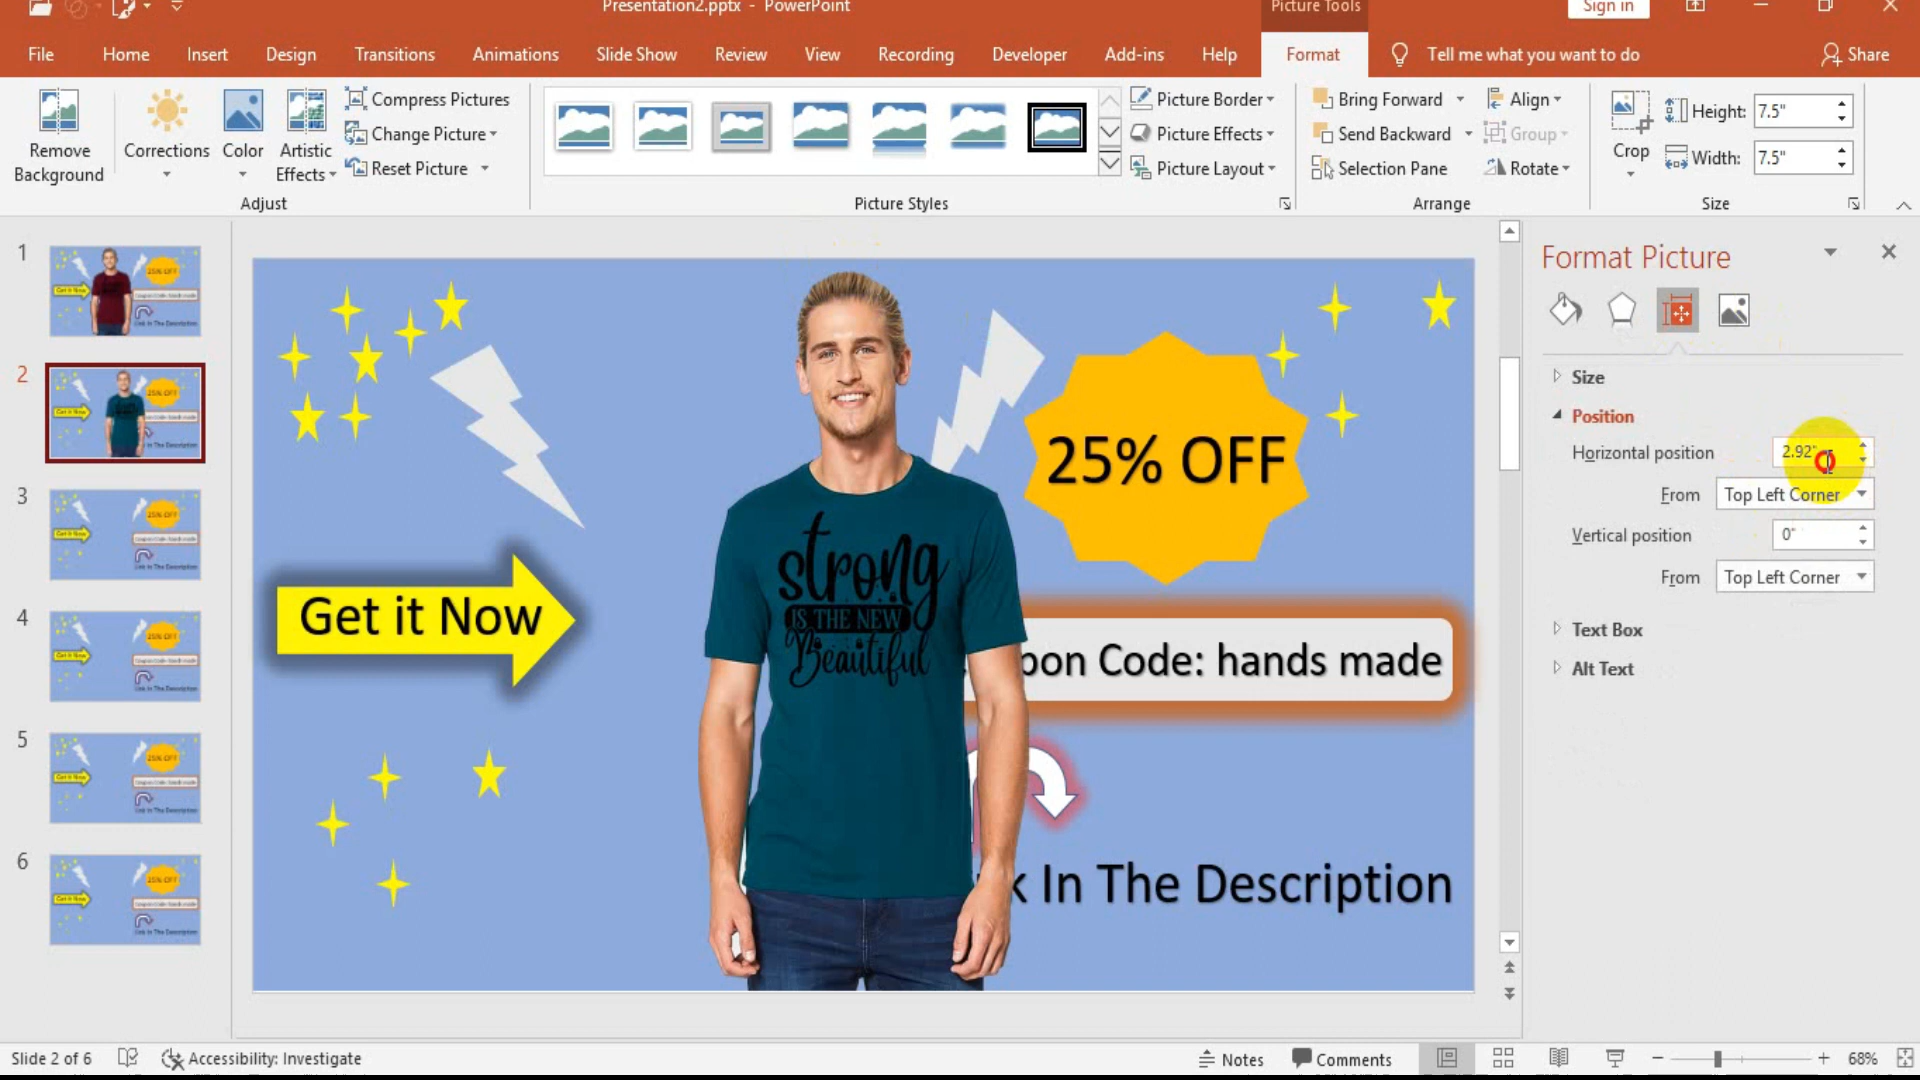 Presentation2.pptx - PowerPoint
Picture Tools
Sign in
File Home Insert Design Transitions Animations Slide Show Review View Recording Developer Add-ins Help Format Tell me what you want to do Share
Remove Background
Corrections
Color
Artistic Effects
Compress Pictures
Change Picture
Reset Picture
Adjust
Picture Styles
Picture Border
Picture Effects
Picture Layout
Bring Forward
Send Backward
Selection Pane
Align
Group
Rotate
Arrange
Crop
Height: 7.5"
Width: 7.5"
Size
1
2
3
4
5
6
25% OFF
Get it Now
strong
IS THE NEW
Beautiful
pon Code: hands made
k In The Description
Format Picture
Size
Position
Horizontal position 2.92"
From Top Left Corner
Vertical position 0"
From Top Left Corner
Text Box
Alt Text
Slide 2 of 6 Accessibility: Investigate Notes Comments 68%